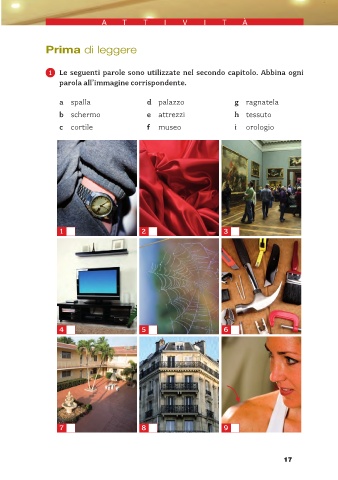 ATTIVITÀ
Prima di leggere
1 Le seguenti parole sono utilizzate nel secondo capitolo. Abbina ogni
parola all'immagine corrispondente.
a spalla d palazzo g ragnatela
b schermo e attrezzi h tessuto
c cortile f museo i orologio
1 2 3
4 5 6
7 8 9
17